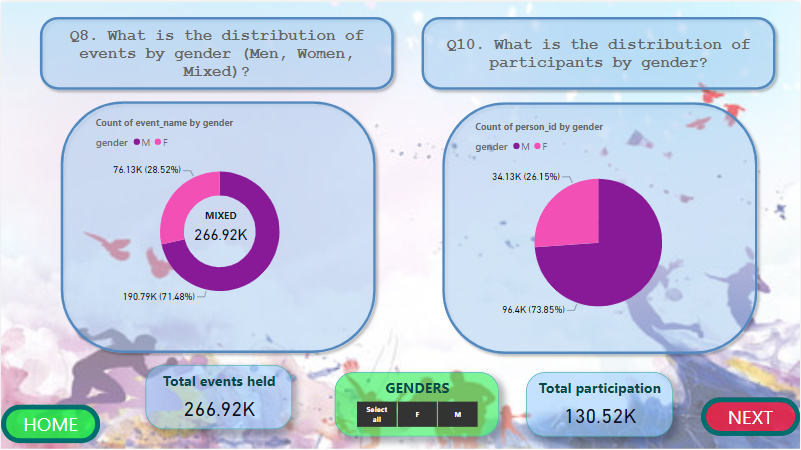 Q8. What is the distribution of
events by gender (Men, Women,
Mixed)?
Q10. What is the distribution of
participants by gender?
Count of event_name by gender
gender M F
76.13K (28.52%)
MIXED
266.92K
190.79K (71.48%)
Count of person_id by gender
gender M F
34.13K (26.15%)
96.4K (73.85%)
Total events held
266.92K
GENDERS
Select
all
F
M
Total participation
130.52K
HOME
NEXT